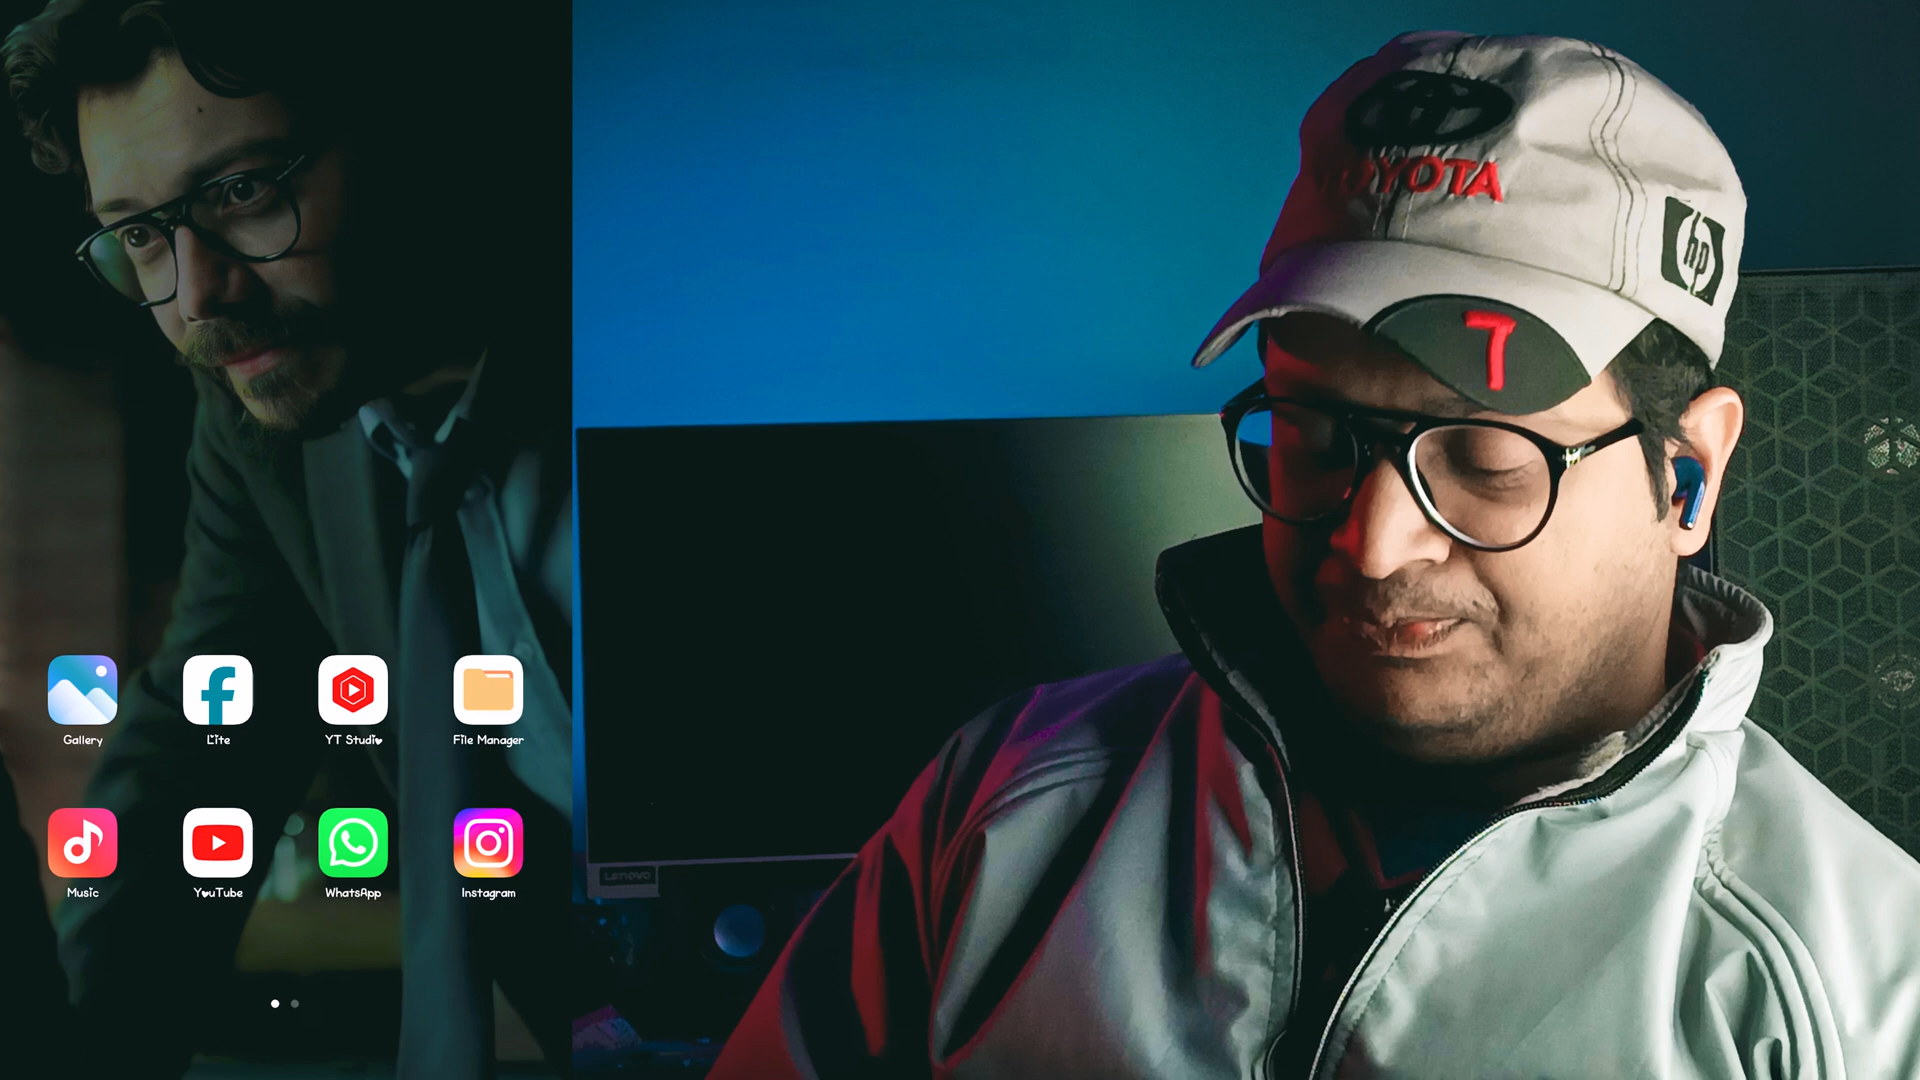 Gallery
Lite
YT Studio
File Manager
Music
YouTube
WhatsApp
Instagram
TOYOTA
hp
7
Lenovo